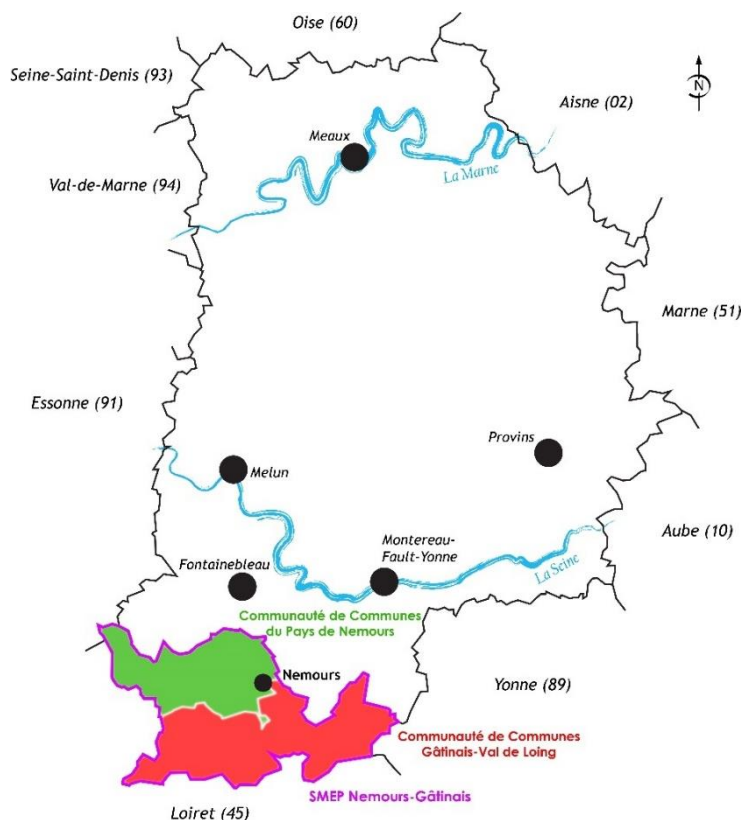 Oise (60)
Seine-Saint-Denis (93)
N
Aisne (02)
Meaux
La Marne
Val-de-Marne (94)
Marne (51)
Essonne (91)
Provins
Melun
Aube (10)
Montereau-
Fault-Yonne
La Seine
Fontainebleau
Communauté de Communes
du Pays de Nemours
Nemours
Yonne (89)
Communauté de Communes
Gâtinais-Val de Loing
SMEP Nemours-Gâtinais
Loiret (45)